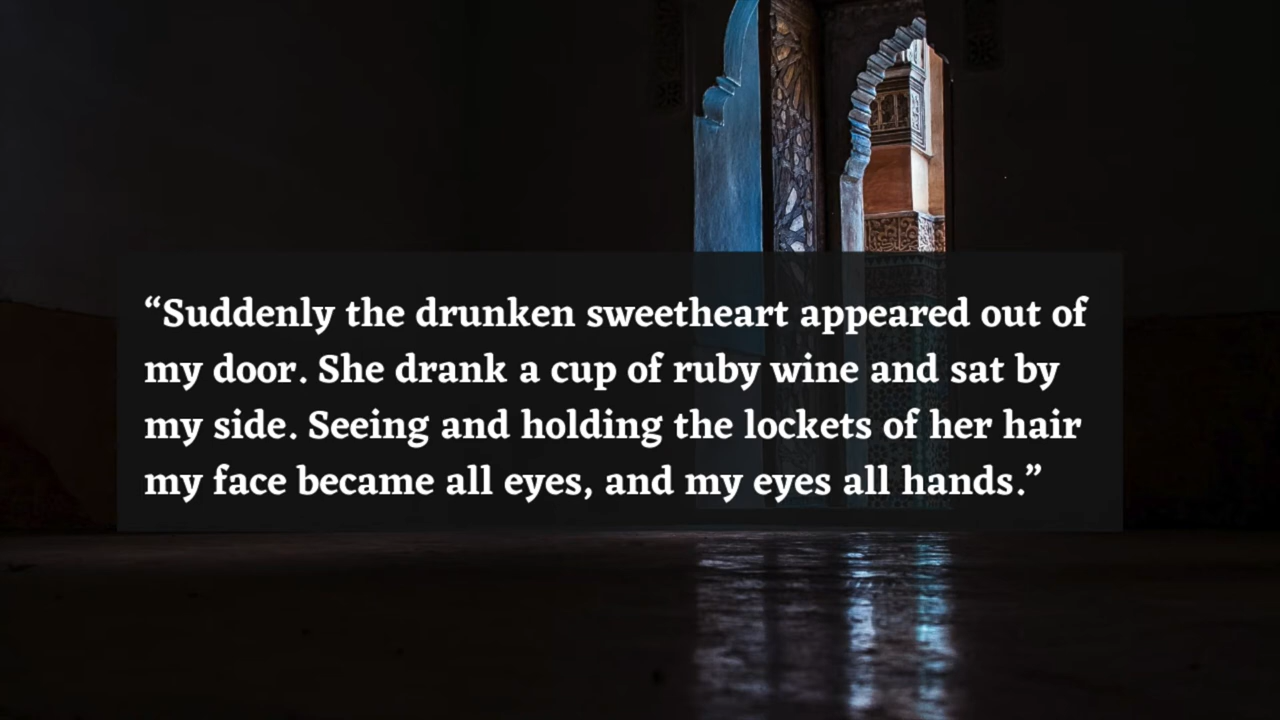 “Suddenly the drunken sweetheart appeared out of
my door. She drank a cup of ruby wine and sat by
my side. Seeing and holding the lockets of her hair
my face became all eyes, and my eyes all hands.”